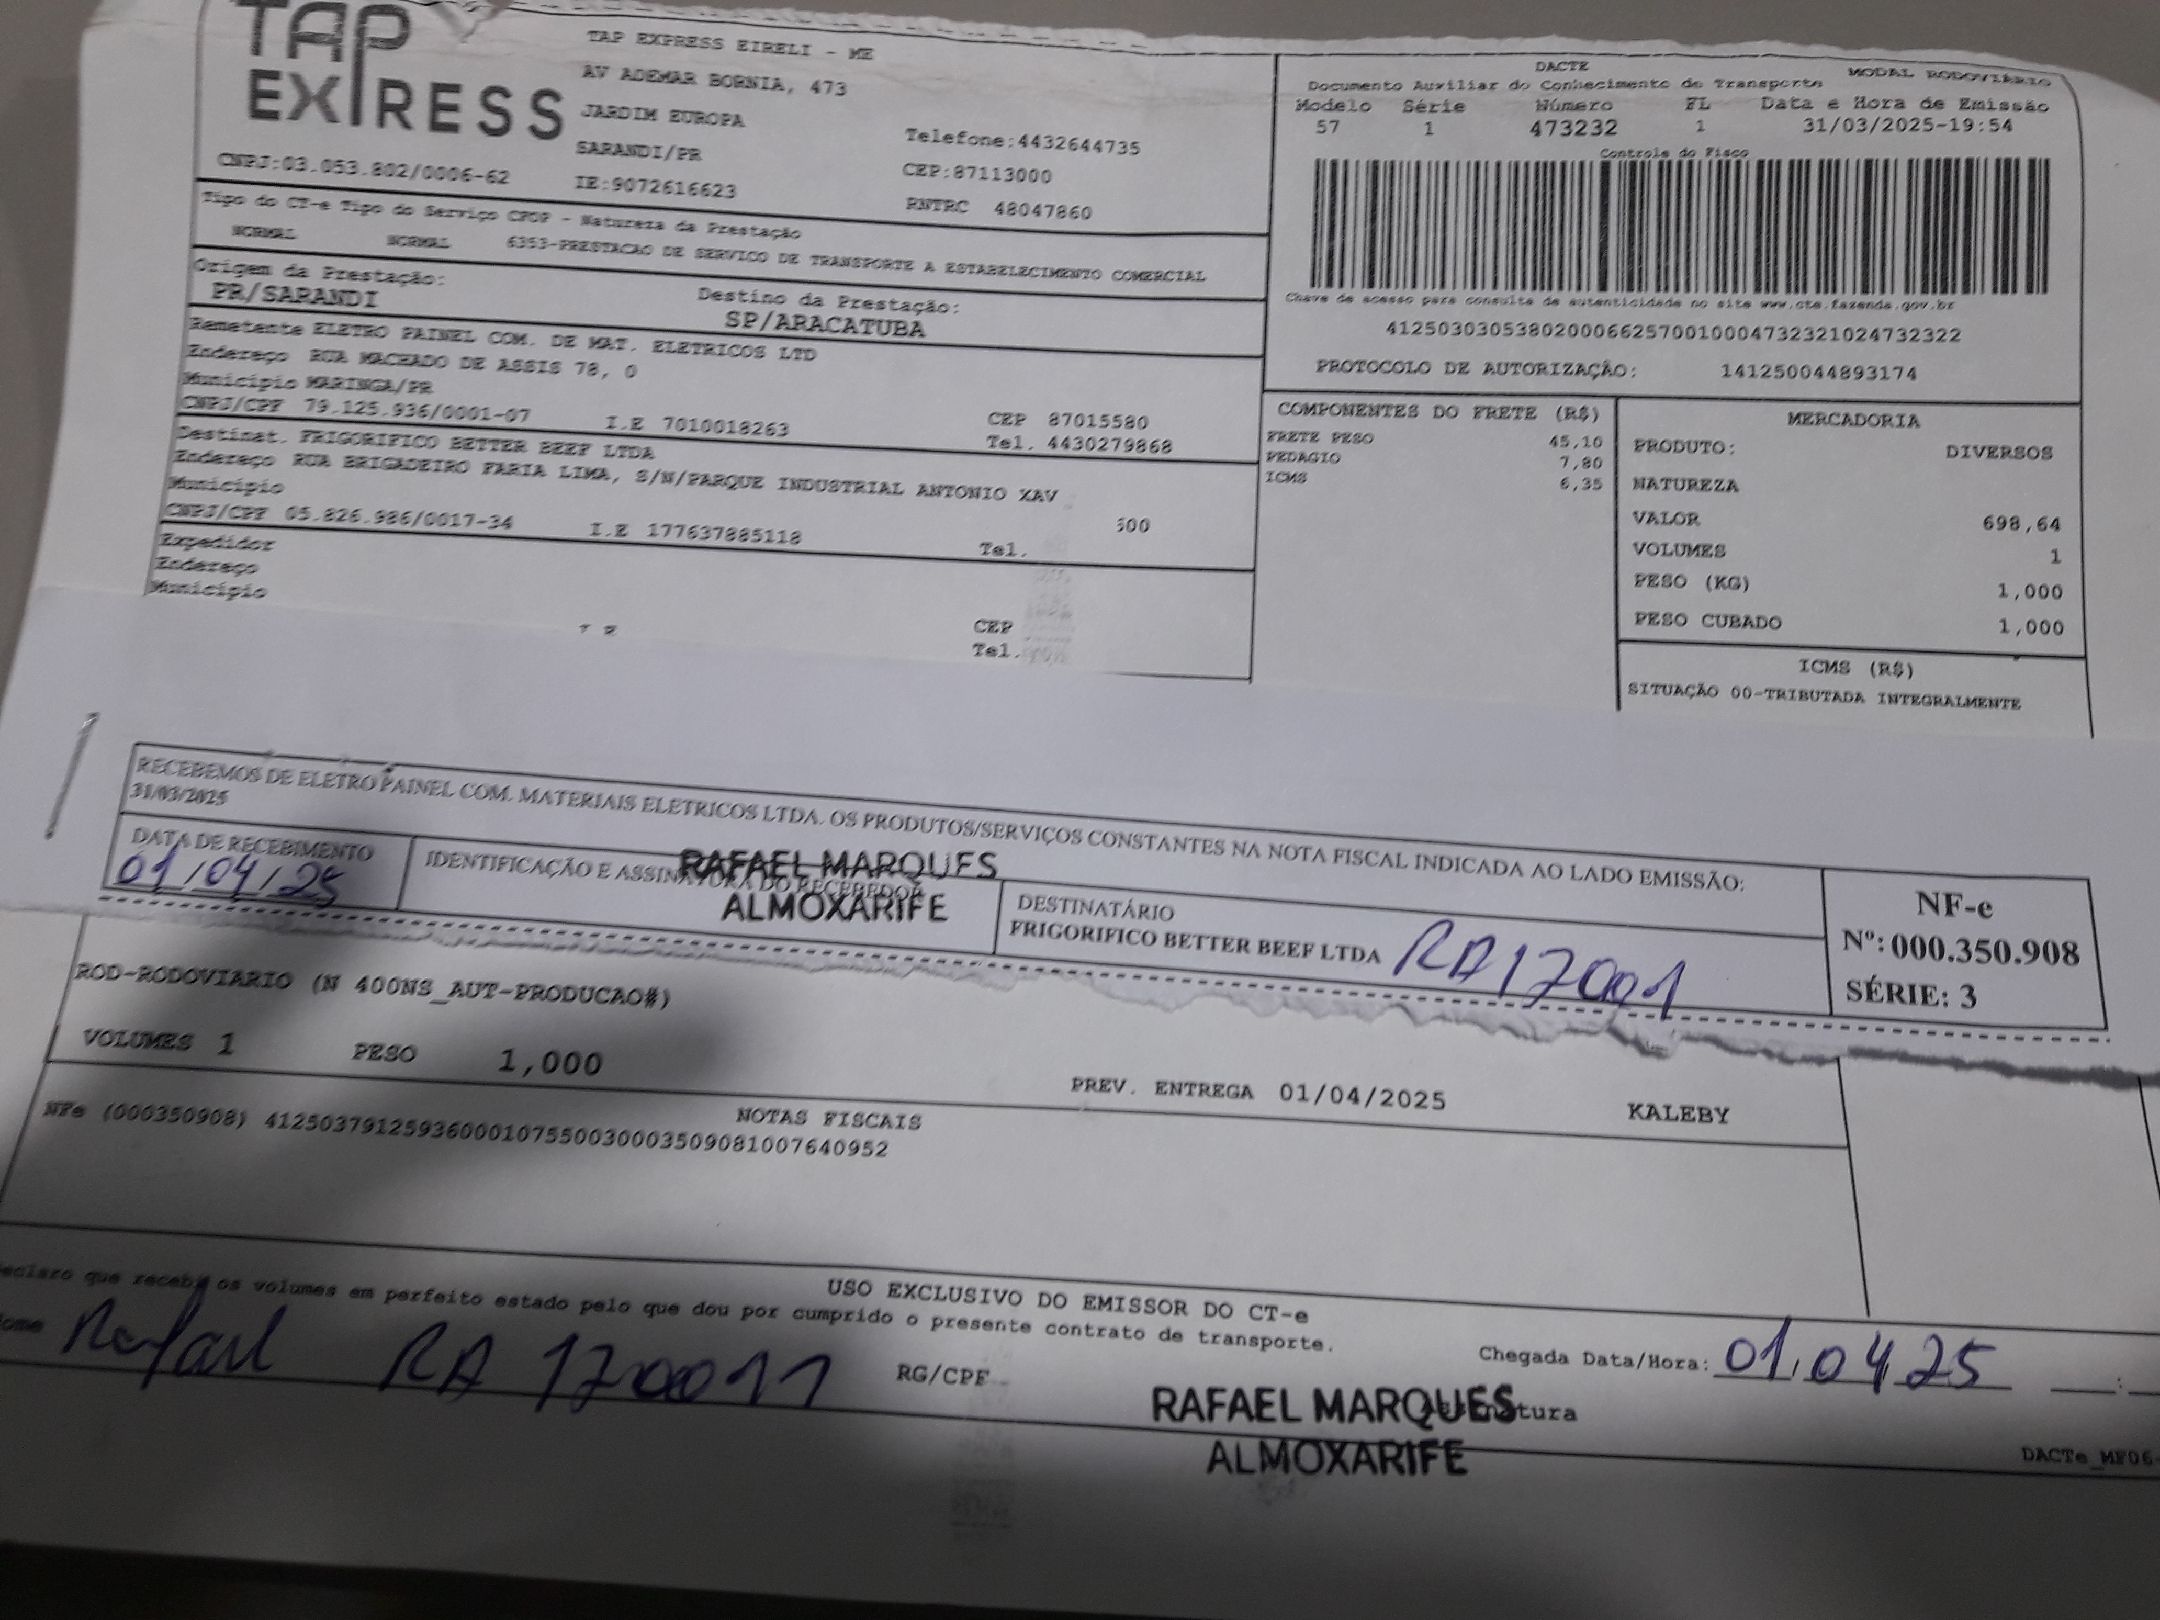 TAP
EXPRESS
TAP EXPRESS EIRELI - ME
AV ADEMAR BORNIA, 473
JARDIM EUROPA
SARANDI/PR
Telefone:4432644735
CEP:87113000
CNPJ:03.053.802/0006-62
IE:9072616623
RNTRC 48047860
DACTE
MODAL RODOVIÁRIO
Documento Auxiliar do Conhecimento de Transporte
Modelo Série Número FL Data e Hora de Emissão
57 1 473232 1 31/03/2025-19:54
Controle do Fisco
Chave de acesso para consulta de autenticidade no site www.cte.fazenda.gov.br
41250303053802000662570010004732321024732322
PROTOCOLO DE AUTORIZAÇÃO: 141250044893174
Tipo do CT-e Tipo do Serviço CFOP - Natureza da Prestação
NORMAL NORMAL 6353-PRESTACAO DE SERVICO DE TRANSPORTE A ESTABELECIMENTO COMERCIAL
Origem da Prestação:
PR/SARANDI
Destino da Prestação:
SP/ARACATUBA
Remetente ELETRO PAINEL COM. DE MAT. ELETRICOS LTD
Endereço RUA MACHADO DE ASSIS 78, 0
Município MARINGA/PR
CEP 87015580
CNPJ/CPF 79.125.936/0001-07 I.E 7010018263 Tel. 4430279868
Destinat. FRIGORIFICO BETTER BEEF LTDA
Endereço RUA BRIGADEIRO FARIA LIMA, S/N/PARQUE INDUSTRIAL ANTONIO XAV
Município
CNPJ/CPF 05.826.986/0017-34 I.E 177637885118 Tel.
Expedidor
Endereço
Município
CEP
Tel.
COMPONENTES DO FRETE (R$)
FRETE PESO 45,10
PEDAGIO 7,80
ICMS 6,35
MERCADORIA
PRODUTO: DIVERSOS
NATUREZA
VALOR 698,64
VOLUMES 1
PESO (KG) 1,000
PESO CUBADO 1,000
ICMS (R$)
SITUAÇÃO 00-TRIBUTADA INTEGRALMENTE
RECEBEMOS DE ELETRO PAINEL COM. MATERIAIS ELETRICOS LTDA. OS PRODUTOS/SERVIÇOS CONSTANTES NA NOTA FISCAL INDICADA AO LADO EMISSÃO:
31/03/2025
DATA DE RECEBIMENTO
01/04/25
IDENTIFICAÇÃO E ASSINATURA DO RECEBEDOR
RAFAEL MARQUES
ALMOXARIFE
DESTINATÁRIO
FRIGORIFICO BETTER BEEF LTDA
NF-e
Nº: 000.350.908
SÉRIE: 3
ROD-RODOVIARIO (N 400NS_AUT-PRODUCAO#)
VOLUMES 1 PESO 1,000
PREV. ENTREGA 01/04/2025 KALEBY
NOTAS FISCAIS
NFe (000350908) 41250379125936000107550030003509081007640952
USO EXCLUSIVO DO EMISSOR DO CT-e
eclaro que recebi os volumes em perfeito estado pelo que dou por cumprido o presente contrato de transporte.
ome Rafael RG/CPF
Chegada Data/Hora: 01/04 25 :
Assinatura
RAFAEL MARQUES
ALMOXARIFE
DACTe_MF06-